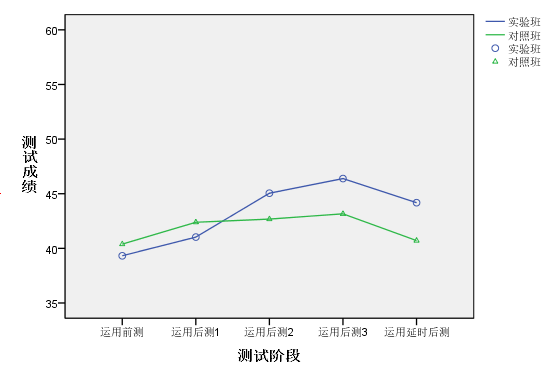 60
55
50
45
40
35
测试成绩
运用前测
运用后测1
运用后测2
运用后测3
运用延时后测
测试阶段
实验班
对照班
实验班
对照班